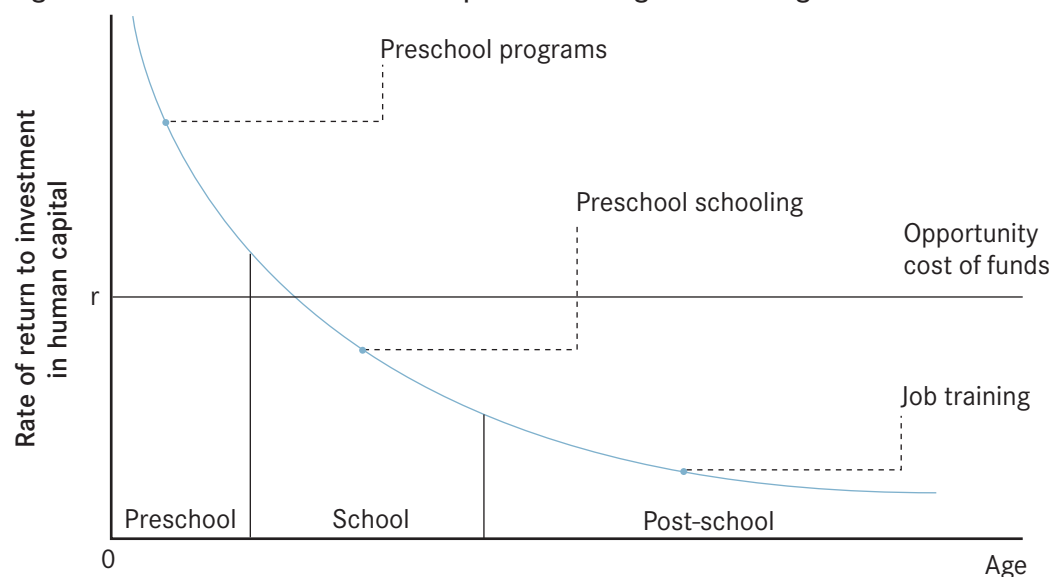 Preschool programs
Preschool schooling
Opportunity
cost of funds
Rate of return to investment
in human capital
r
Job training
Preschool
School
Post-school
0
Age